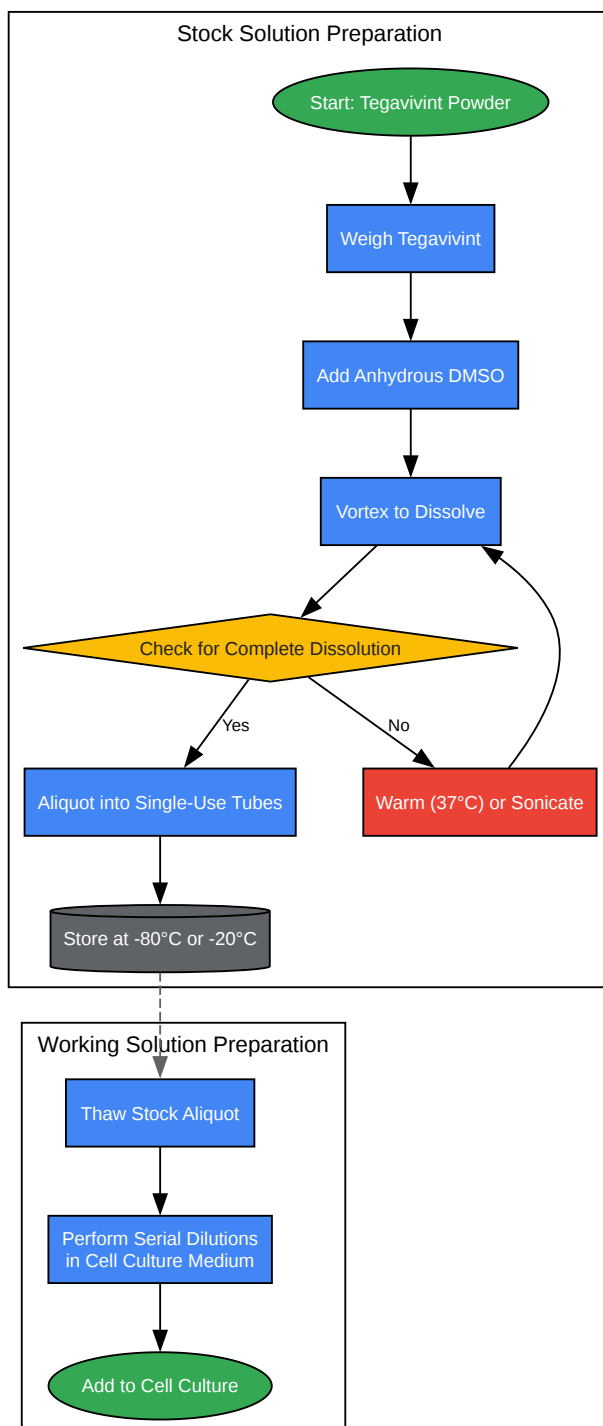 Stock Solution Preparation
Start: Tegavivint Powder
Weigh Tegavivint
Add Anhydrous DMSO
Vortex to Dissolve
Check for Complete Dissolution
Yes
No
Aliquot into Single-Use Tubes
Warm (37°C) or Sonicate
Store at -80°C or -20°C
Working Solution Preparation
Thaw Stock Aliquot
Perform Serial Dilutions
in Cell Culture Medium
Add to Cell Culture